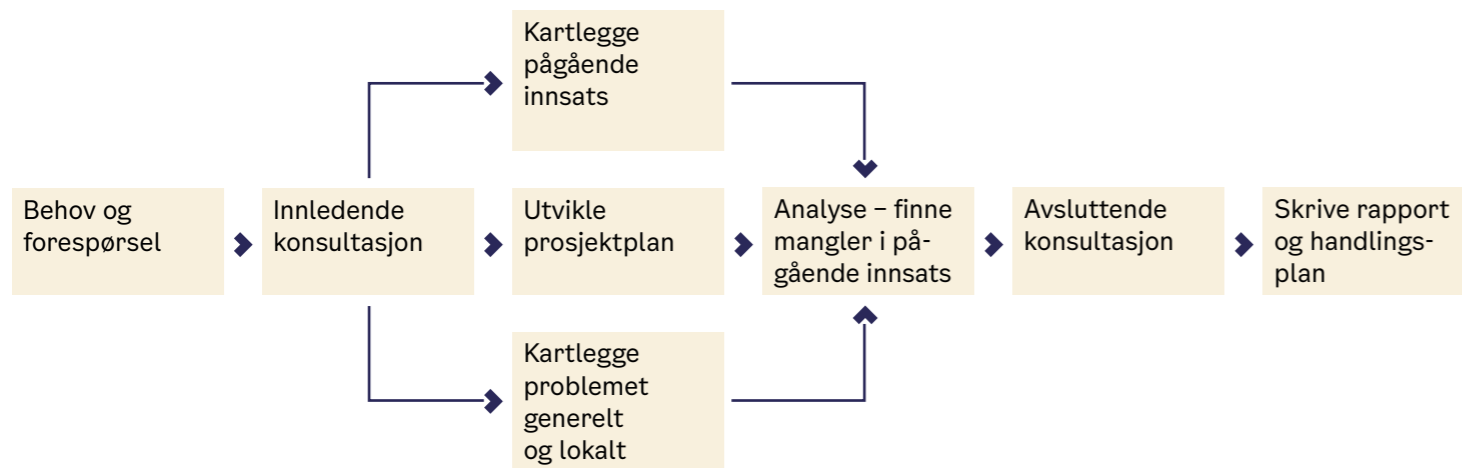 Behov og
forespørsel
Innledende
konsultasjon
Kartlegge
pågående
innsats
Utvikle
prosjektplan
Kartlegge
problemet
generelt
og lokalt
Analyse – finne
mangler i på-
gående innsats
Avsluttende
konsultasjon
Skrive rapport
og handlings-
plan